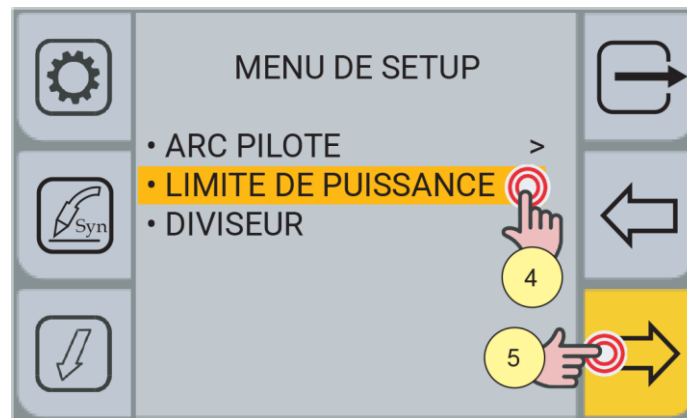 MENU DE SETUP
• ARC PILOTE >
• LIMITE DE PUISSANCE
• DIVISEUR
Syn
4
5